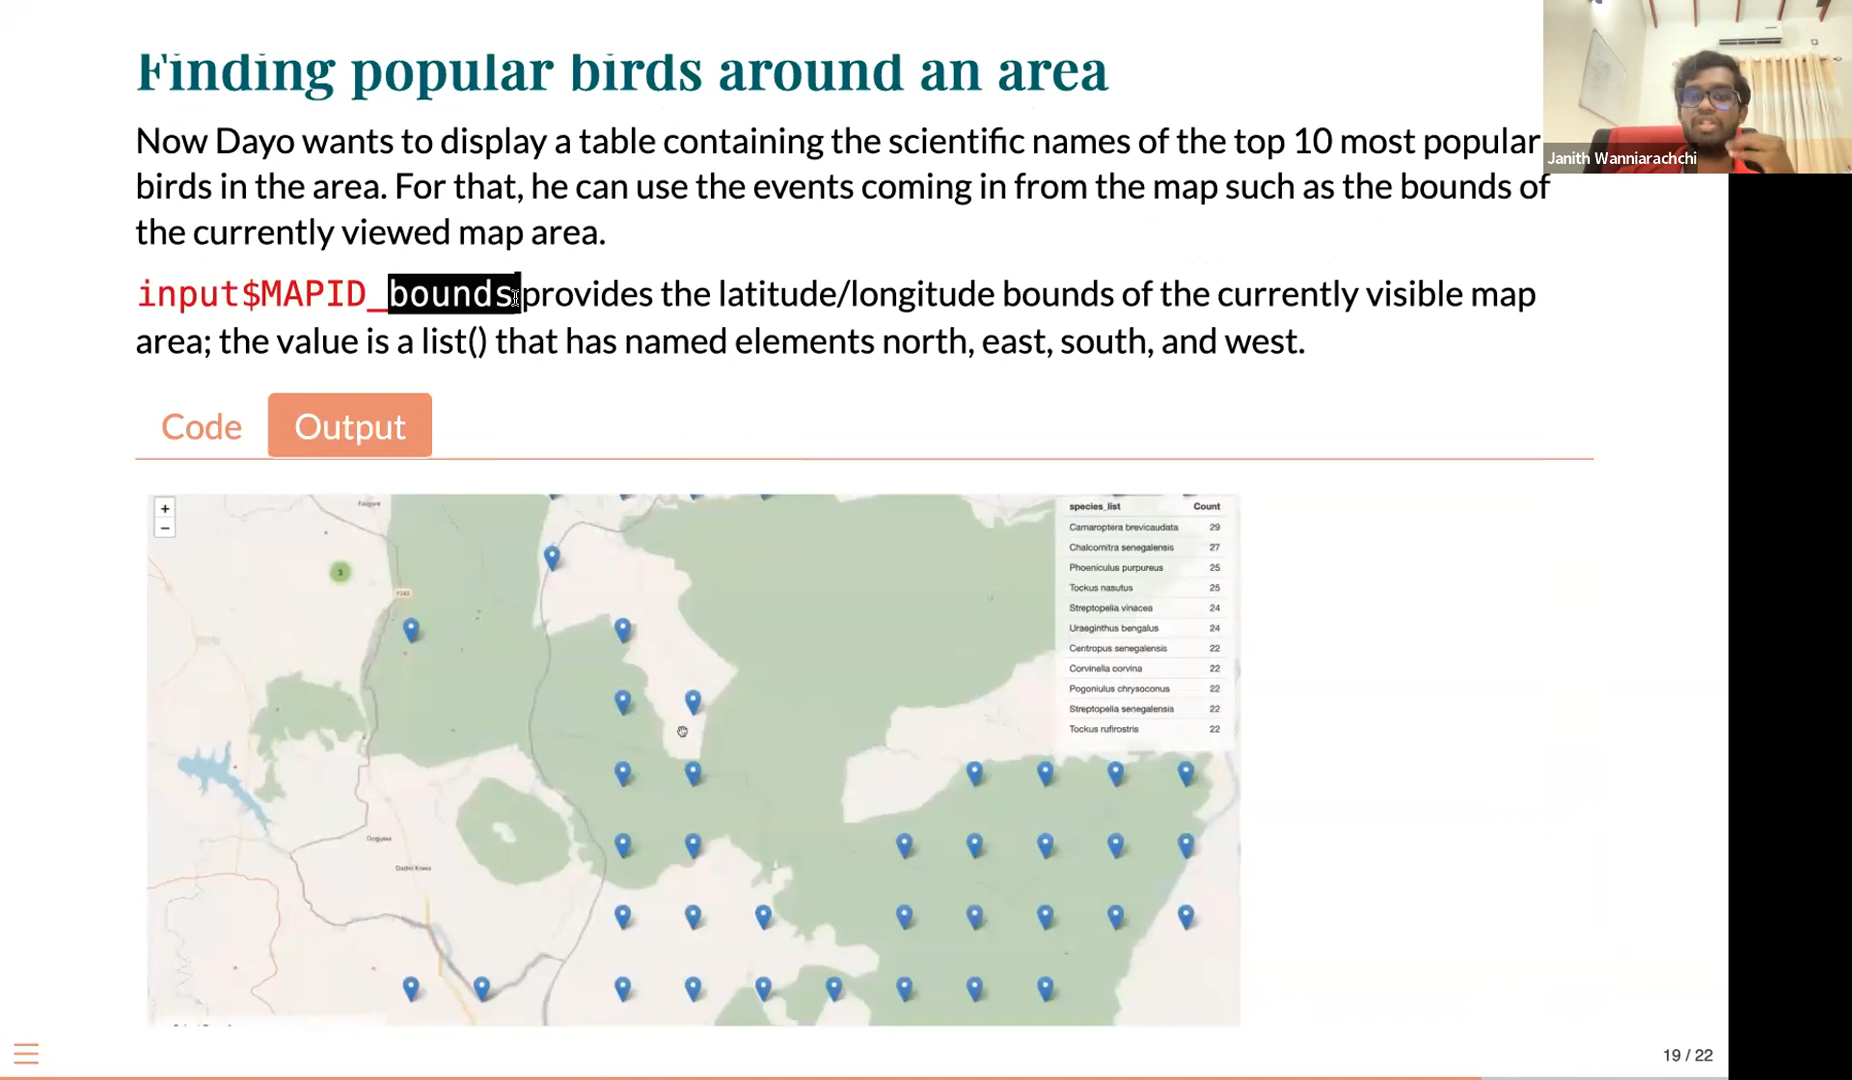 Finding popular birds around an area
Now Dayo wants to display a table containing the scientific names of the top 10 most popular
birds in the area. For that, he can use the events coming in from the map such as the bounds of
the currently viewed map area.
input$MAPID_bounds provides the latitude/longitude bounds of the currently visible map
area; the value is a list() that has named elements north, east, south, and west.
Janith Wanniarachchi
Code
Output
+
−
Falgore
3
Doguwa
Dadin Kowa
species_list Count
Camaroptera brevicaudata 29
Chalcomitra senegalensis 27
Phoeniculus purpureus 25
Tockus nasutus 25
Streptopelia vinacea 24
Uraeginthus bengalus 24
Centropus senegalensis 22
Corvinella corvina 22
Pogoniulus chrysoconus 22
Streptopelia senegalensis 22
Tockus rufirostris 22
19 / 22